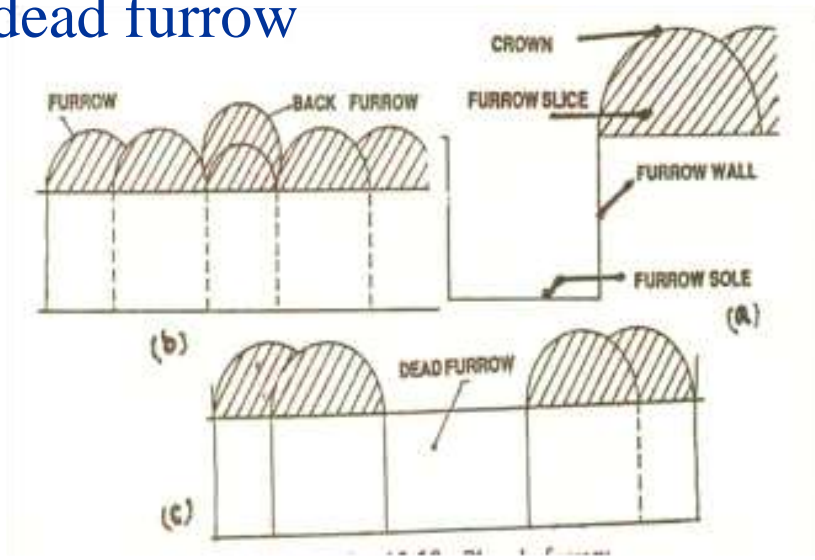 dead furrow
CROWN
FURROW
BACK FURROW
FURROW SLICE
FURROW WALL
FURROW SOLE
(a)
(b)
DEAD FURROW
(c)